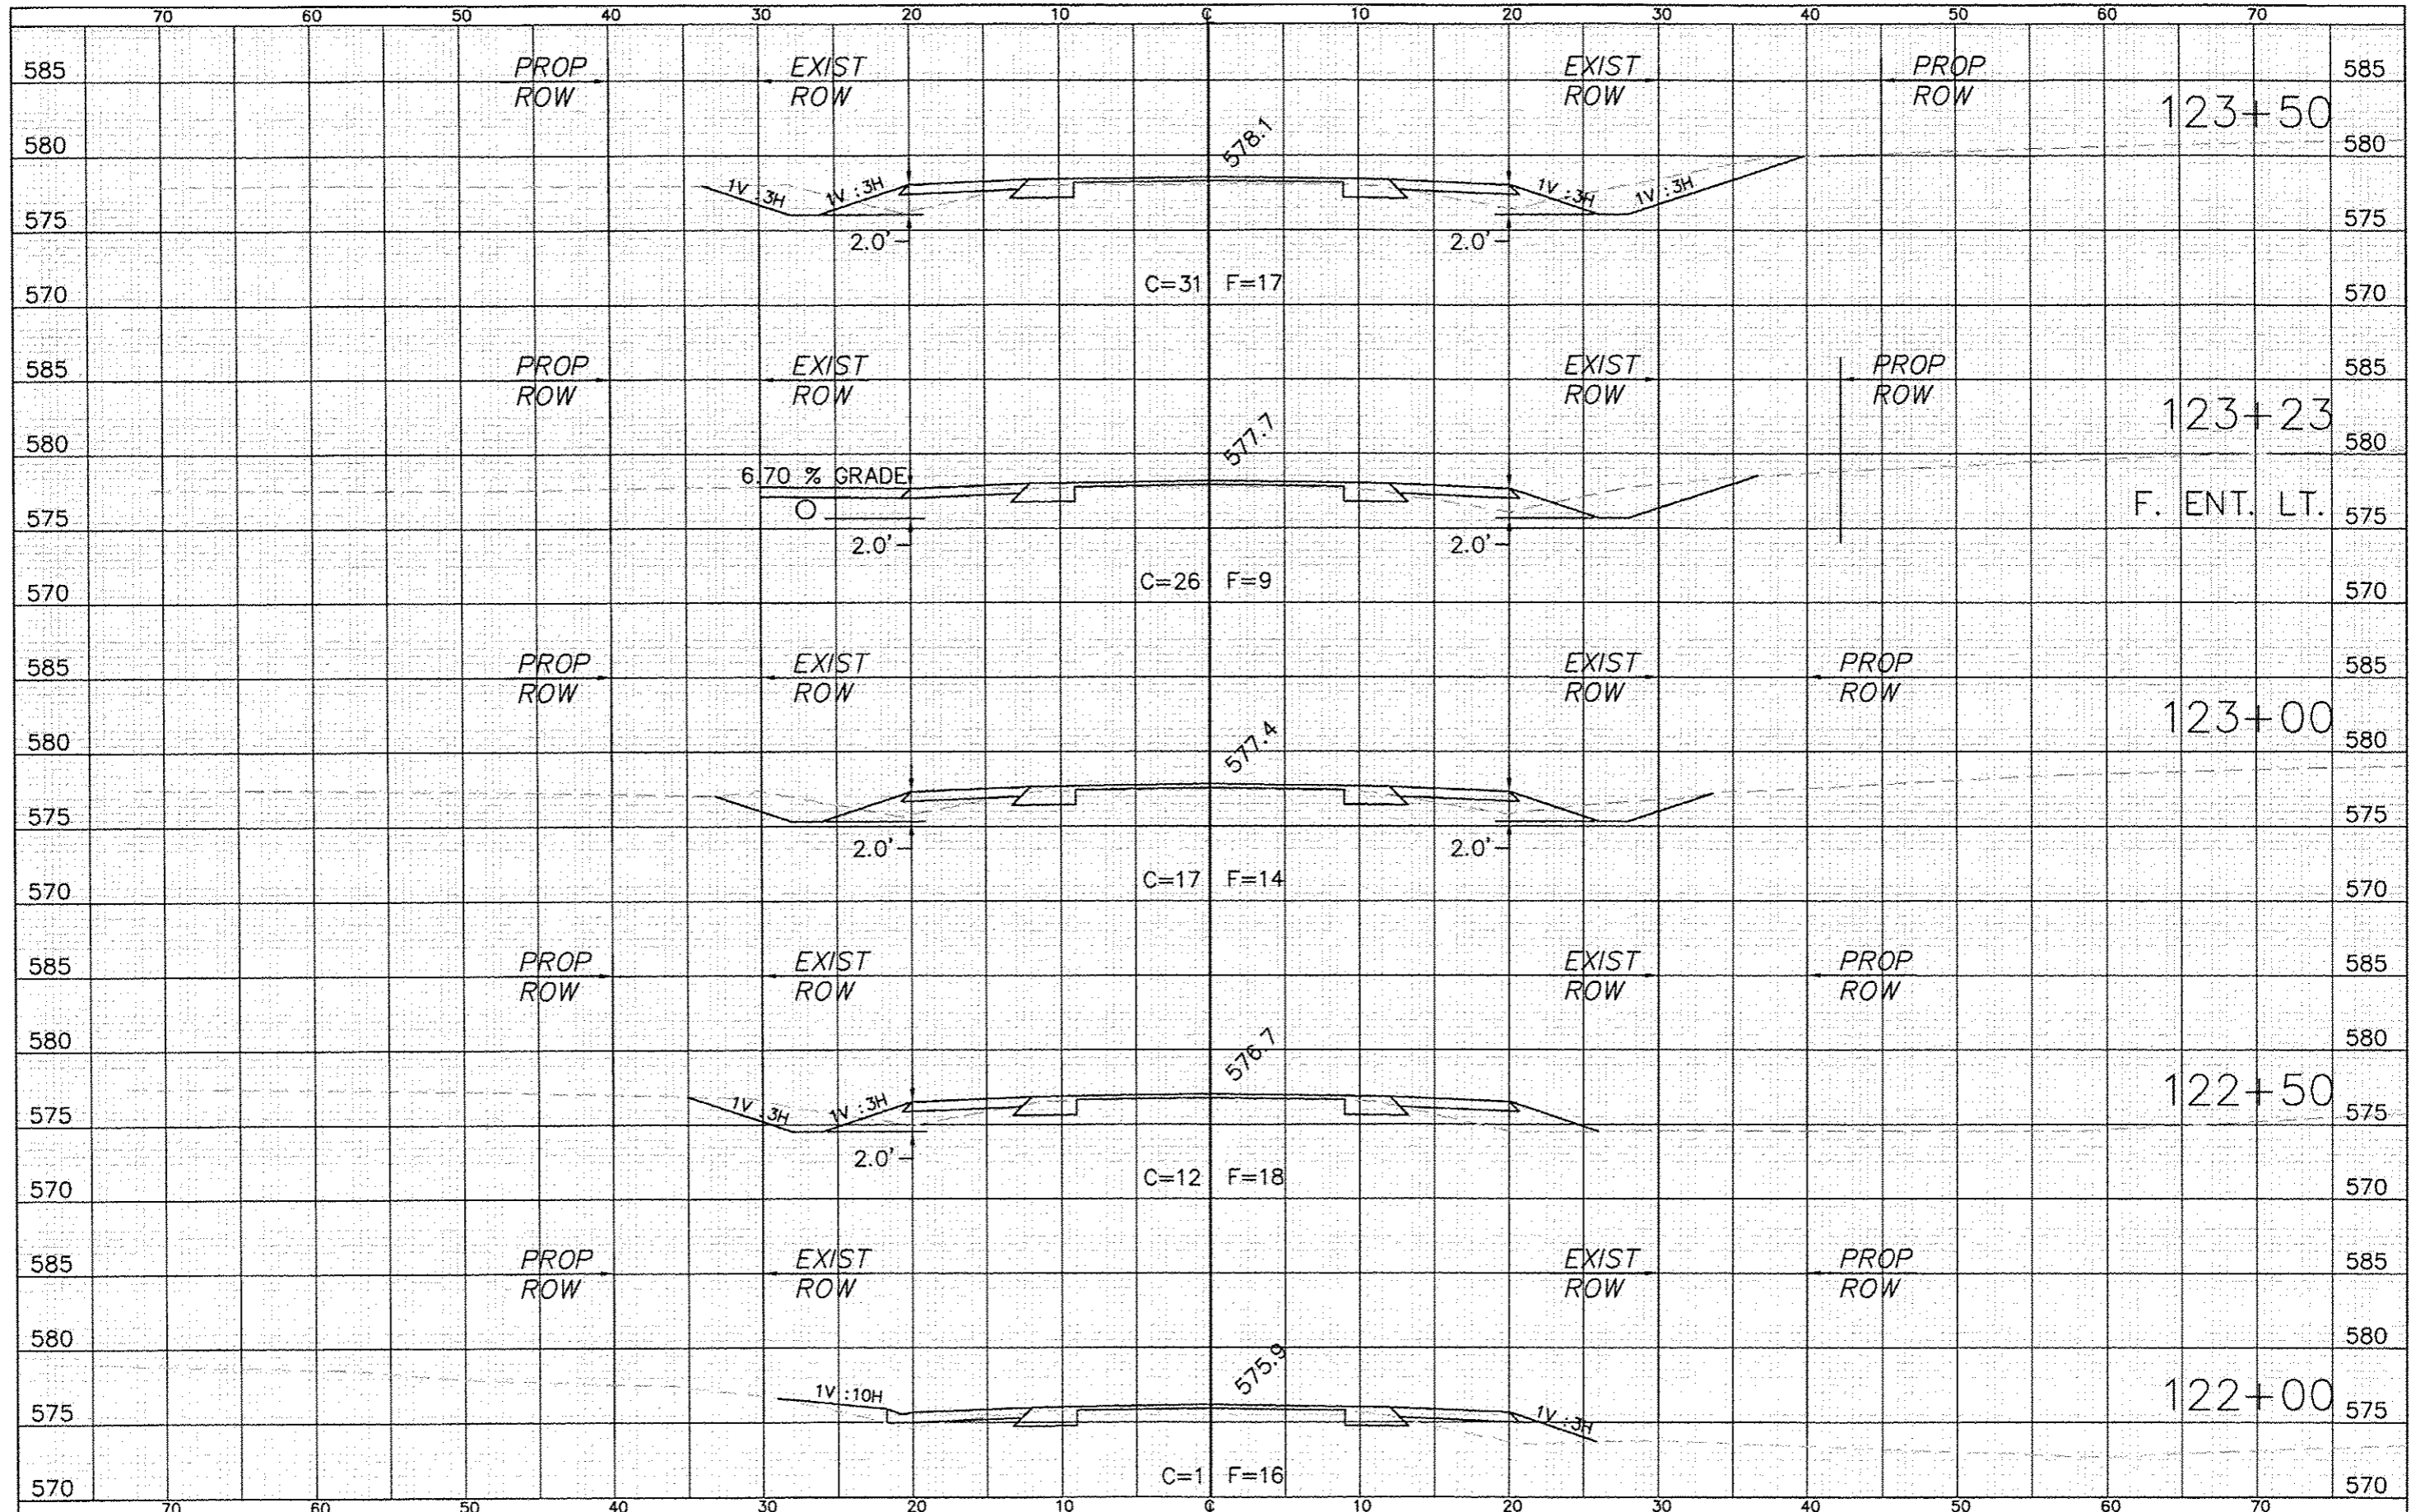 70 60 50 40 30 20 10 ℄ 10 20 30 40 50 60 70
585 PROP ROW EXIST ROW EXIST ROW PROP ROW 585
123+50
580 578.1 580
1V :3H 1V :3H 1V :3H 1V :3H
575 575
2.0' 2.0'
C=31 F=17
570 570
585 PROP ROW EXIST ROW EXIST ROW PROP ROW 585
123+23
580 577.7 580
6.70 % GRADE
F. ENT. LT.
575 575
2.0' 2.0'
C=26 F=9
570 570
585 PROP ROW EXIST ROW EXIST ROW PROP ROW 585
123+00
580 577.4 580
575 575
2.0' 2.0'
C=17 F=14
570 570
585 PROP ROW EXIST ROW EXIST ROW PROP ROW 585
580 576.7 580
122+50
1V :3H 1V :3H
575 575
2.0'
C=12 F=18
570 570
585 PROP ROW EXIST ROW EXIST ROW PROP ROW 585
580 575.9 580
122+00
1V :10H
575 1V :3H 575
C=1 F=16
570 570
70 60 50 40 30 20 10 ℄ 10 20 30 40 50 60 70